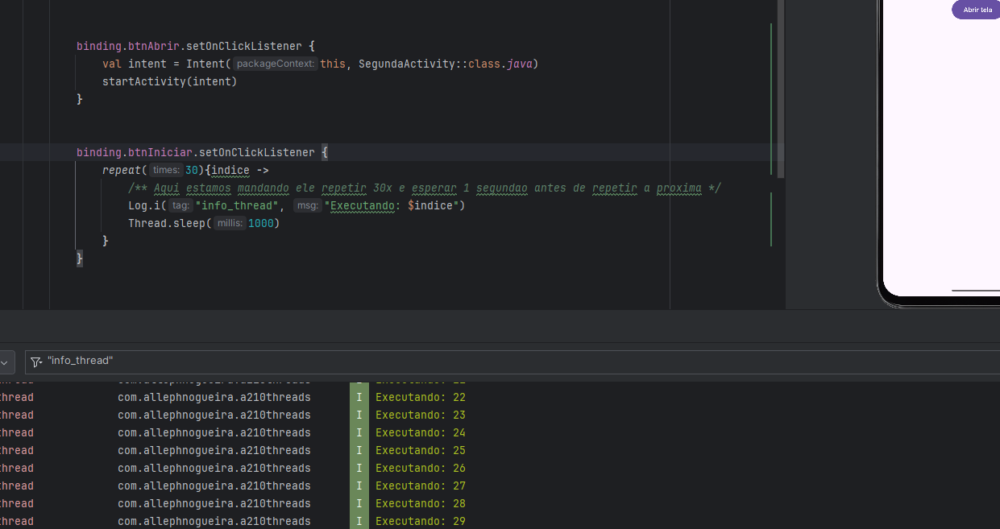 Abrir tela
binding.btnAbrir.setOnClickListener {
val intent = Intent( packageContext: this, SegundaActivity::class.java)
startActivity(intent)
}
binding.btnIniciar.setOnClickListener {
repeat( times: 30){indice ->
/** Aqui estamos mandando ele repetir 30x e esperar 1 segundao antes de repetir a proxima */
Log.i( tag: "info_thread", msg: "Executando: $indice")
Thread.sleep( millis: 1000)
}
}
"info_thread"
thread com.allephnogueira.a210threads I Executando: 22
thread com.allephnogueira.a210threads I Executando: 23
thread com.allephnogueira.a210threads I Executando: 24
thread com.allephnogueira.a210threads I Executando: 25
thread com.allephnogueira.a210threads I Executando: 26
thread com.allephnogueira.a210threads I Executando: 27
thread com.allephnogueira.a210threads I Executando: 28
thread com.allephnogueira.a210threads I Executando: 29